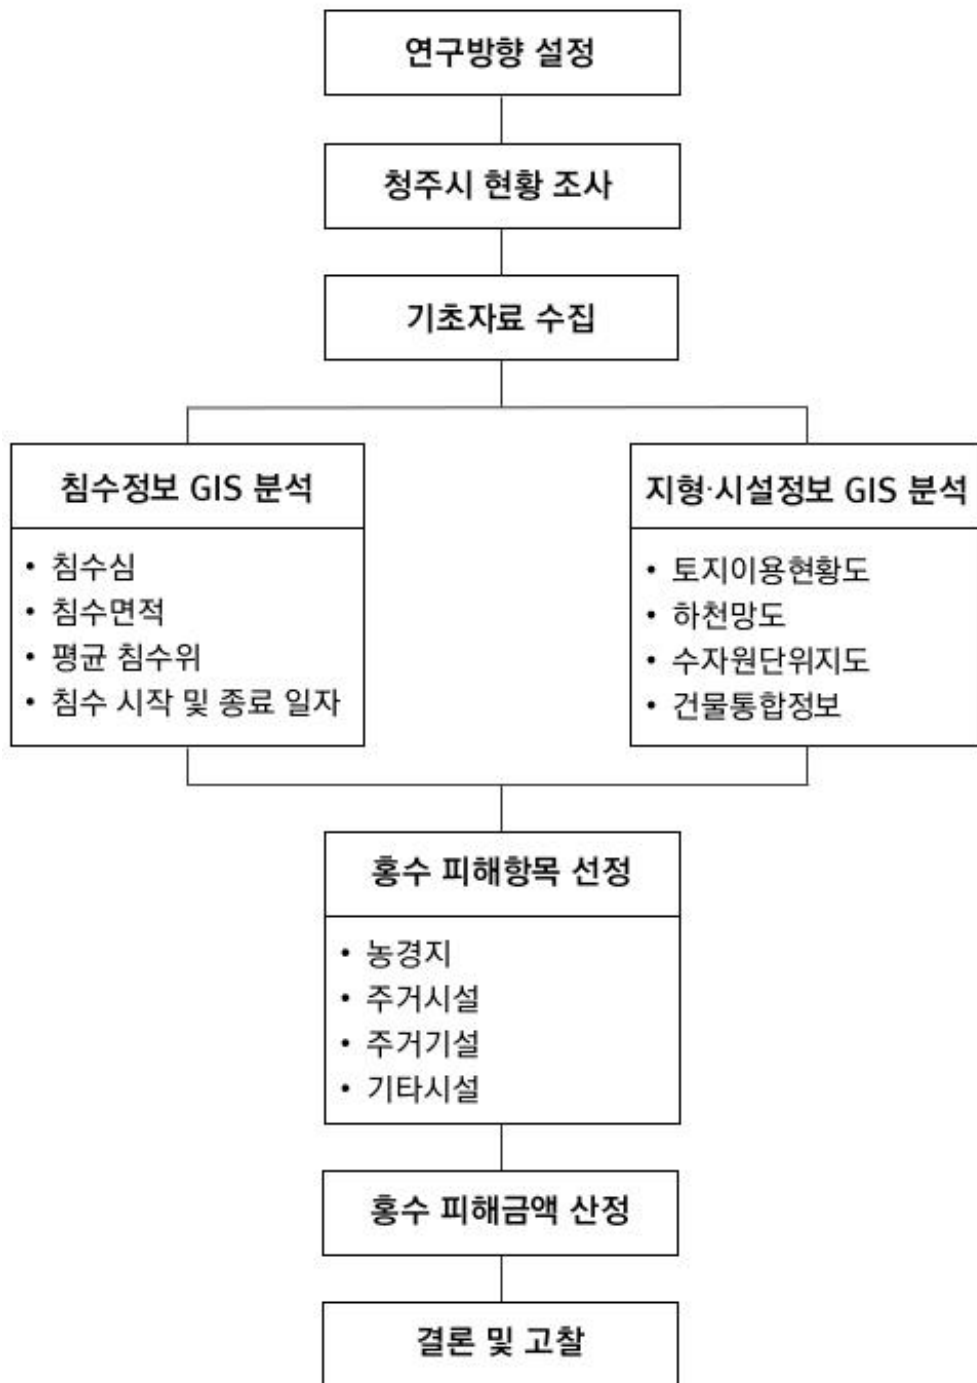 연구방향 설정
청주시 현황 조사
기초자료 수집
침수정보 GIS 분석
• 침수심
• 침수면적
• 평균 침수위
• 침수 시작 및 종료 일자
지형·시설정보 GIS 분석
• 토지이용현황도
• 하천망도
• 수자원단위지도
• 건물통합정보
홍수 피해항목 선정
• 농경지
• 주거시설
• 주거기설
• 기타시설
홍수 피해금액 산정
결론 및 고찰